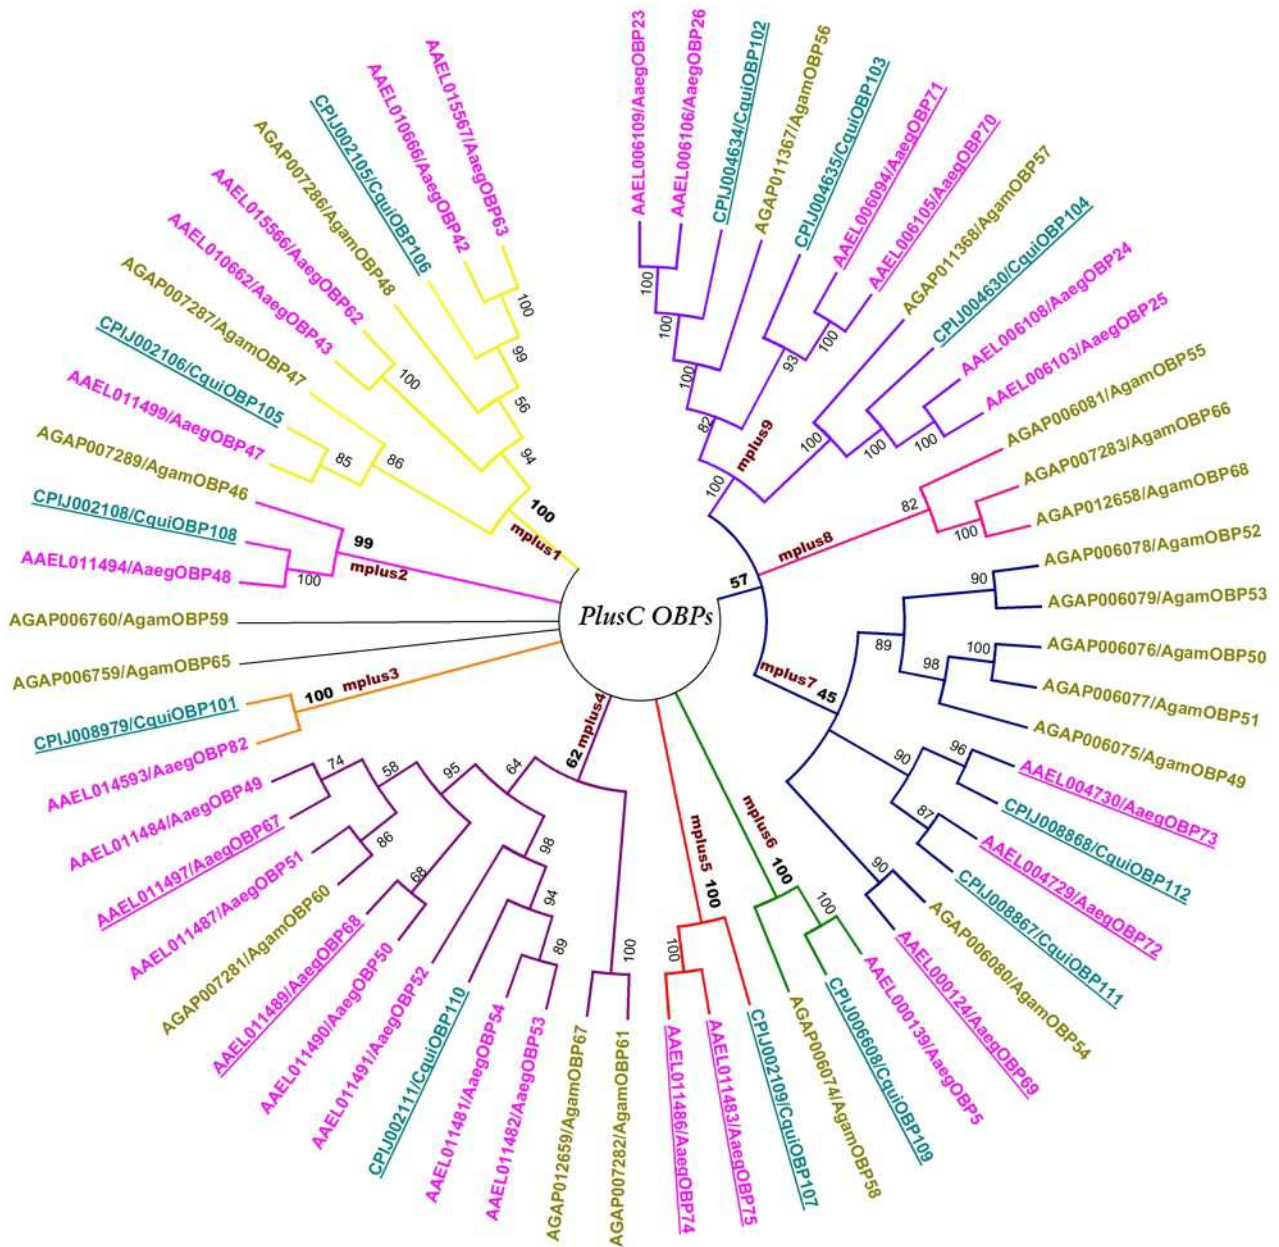 AAEL006109/AaegOBP23
AAEL006106/AaegOBP26
CPIJ004634/CquiOBP102
AGAP011367/AgamOBP56
CPIJ004635/CquiOBP103
AAEL006094/AaegOBP71
AAEL006105/AaegOBP70
AGAP011368/AgamOBP57
CPIJ004630/CquiOBP104
AAEL006108/AaegOBP24
AAEL006103/AaegOBP25
100
100
100
82
93
100
100
100
100
100
mplus9
AGAP006081/AgamOBP55
AGAP007283/AgamOBP66
AGAP012658/AgamOBP68
82
100
mplus8
57
AGAP006078/AgamOBP52
AGAP006079/AgamOBP53
AGAP006076/AgamOBP50
AGAP006077/AgamOBP51
AGAP006075/AgamOBP49
AAEL004730/AaegOBP73
CPIJ008868/CquiOBP112
AAEL004729/AaegOBP72
CPIJ008867/CquiOBP111
AGAP006080/AgamOBP54
AAEL000124/AaegOBP69
90
100
98
89
96
90
87
90
mplus7
45
AAEL000139/AaegOBP5
CPIJ006608/CquiOBP109
AGAP006074/AgamOBP58
100
100
mplus6
CPIJ002109/CquiOBP107
AAEL011483/AaegOBP75
AAEL011486/AaegOBP74
100
100
mplus5
AGAP007282/AgamOBP61
AGAP012659/AgamOBP67
AAEL011482/AaegOBP53
AAEL011481/AaegOBP54
CPIJ002111/CquiOBP110
AAEL011491/AaegOBP52
AAEL011490/AaegOBP50
AAEL011489/AaegOBP68
AGAP007281/AgamOBP60
AAEL011487/AaegOBP51
AAEL011497/AaegOBP67
AAEL011484/AaegOBP49
100
89
94
98
64
95
68
86
58
74
62
mplus4
AAEL014593/AaegOBP82
CPIJ008979/CquiOBP101
100
mplus3
AGAP006759/AgamOBP65
AGAP006760/AgamOBP59
AAEL011494/AaegOBP48
CPIJ002108/CquiOBP108
AGAP007289/AgamOBP46
100
99
mplus2
AAEL011499/AaegOBP47
CPIJ002106/CquiOBP105
AGAP007287/AgamOBP47
AAEL010662/AaegOBP43
AAEL015566/AaegOBP62
AGAP007286/AgamOBP48
CPIJ002105/CquiOBP106
AAEL010666/AaegOBP42
AAEL015567/AaegOBP63
85
86
100
94
56
99
100
100
mplus1
PlusC OBPs